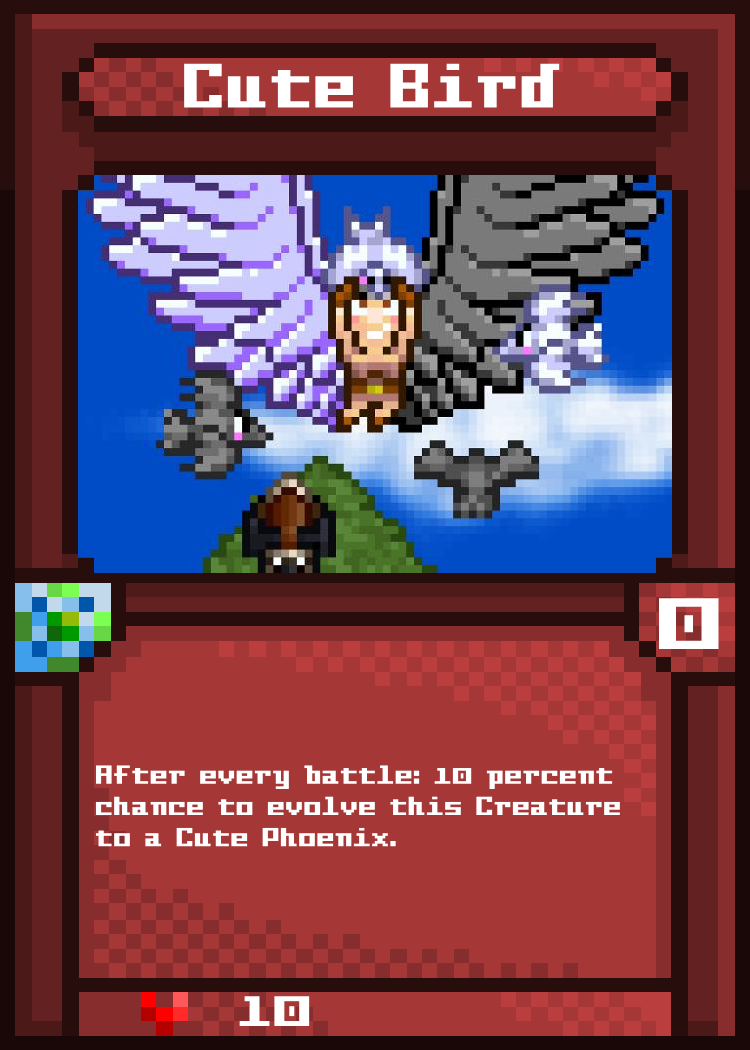 Cute Bird
0
After every battle: 10 percent
chance to evolve this Creature
to a Cute Phoenix.
10